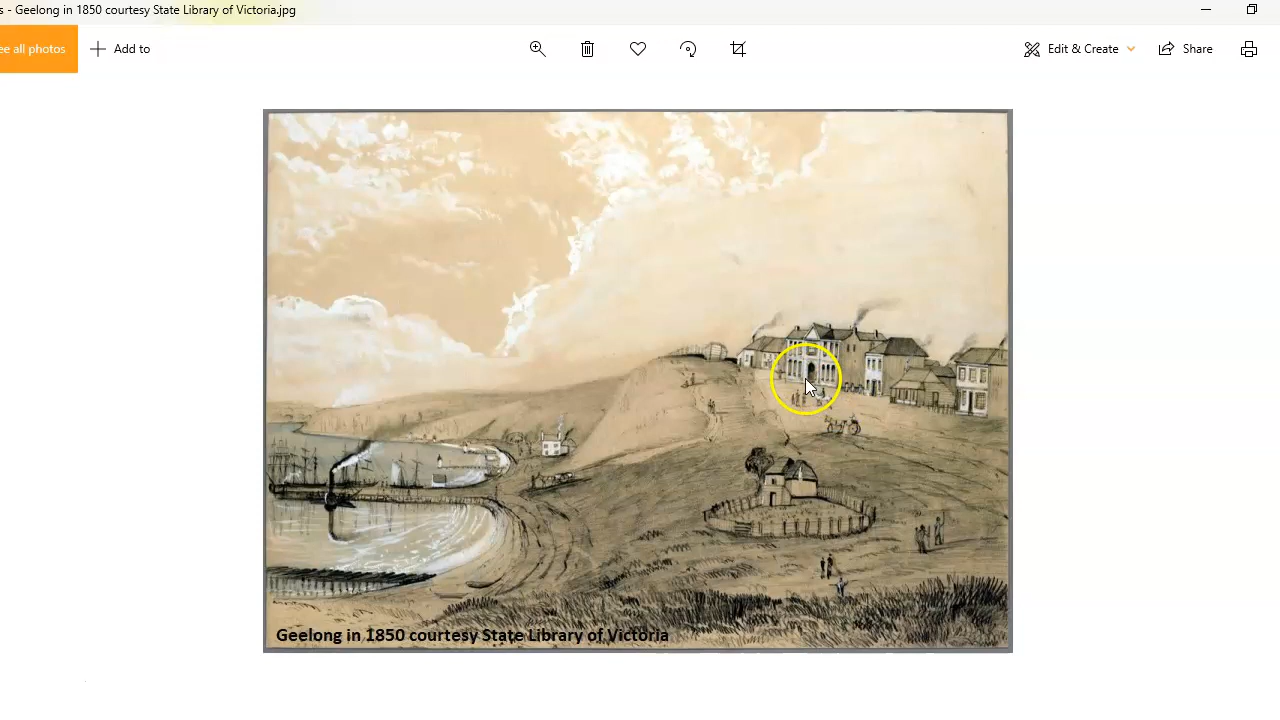 s - Geelong in 1850 courtesy State Library of Victoria.jpg
ee all photos
Add to
Edit & Create
Share
Geelong in 1850 courtesy State Library of Victoria